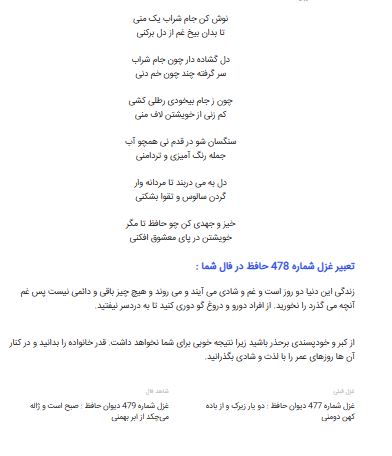 نوش کن جام شراب یک منی
تا بدان بیخ غم از دل برکنی
دل گشاده دار چون جام شراب
سر گرفته چند چون خم دنی
چون ز جام بیخودی رطلی کشی
کم زنی از خویشتن لاف منی
سنگسان شو در قدم نی همچو آب
جمله رنگ آمیزی و تردامنی
دل به می دربند تا مردانه وار
گردن سالوس و تقوا بشکنی
خیز و جهدی کن چو حافظ تا مگر
خویشتن در پای معشوق افکنی
تعبیر غزل شماره 478 حافظ در فال شما :
زندگی این دنیا دو روز است و غم و شادی می آیند و می روند و هیچ چیز باقی و دائمی نیست پس غم
آنچه می گذرد را نخورید. از افراد دورو و دروغ گو دوری کنید تا به دردسر نیفتید.
از کبر و خودپسندی برحذر باشید زیرا نتیجه خوبی برای شما نخواهد داشت. قدر خانواده را بدانید و در کنار
آن ها روزهای عمر را با لذت و شادی بگذرانید.
غزل قبلی
غزل شماره 477 دیوان حافظ : دو یار زیرک و از باده
کهن دومنی
شاهد فال
غزل شماره 479 دیوان حافظ : صبح است و ژاله
می‌چکد از ابر بهمنی